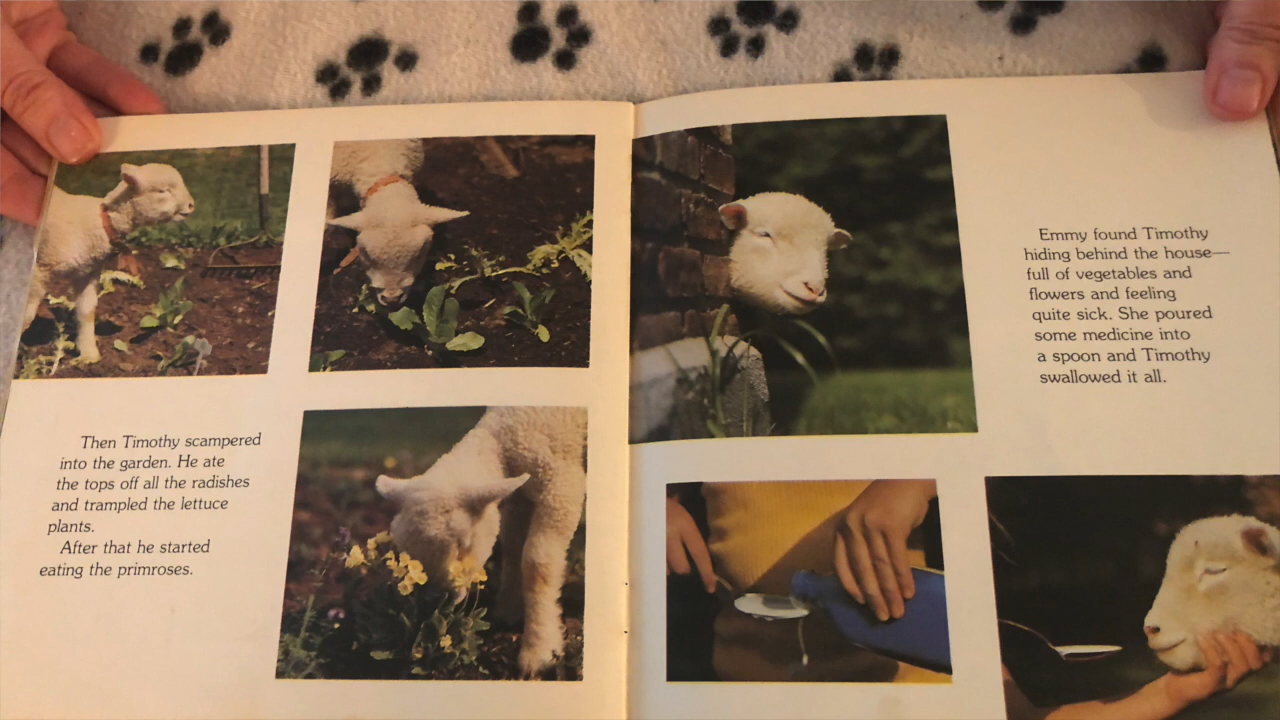 Then Timothy scampered
into the garden. He ate
the tops off all the radishes
and trampled the lettuce
plants.
After that he started
eating the primroses.
Emmy found Timothy
hiding behind the house—
full of vegetables and
flowers and feeling
quite sick. She poured
some medicine into
a spoon and Timothy
swallowed it all.